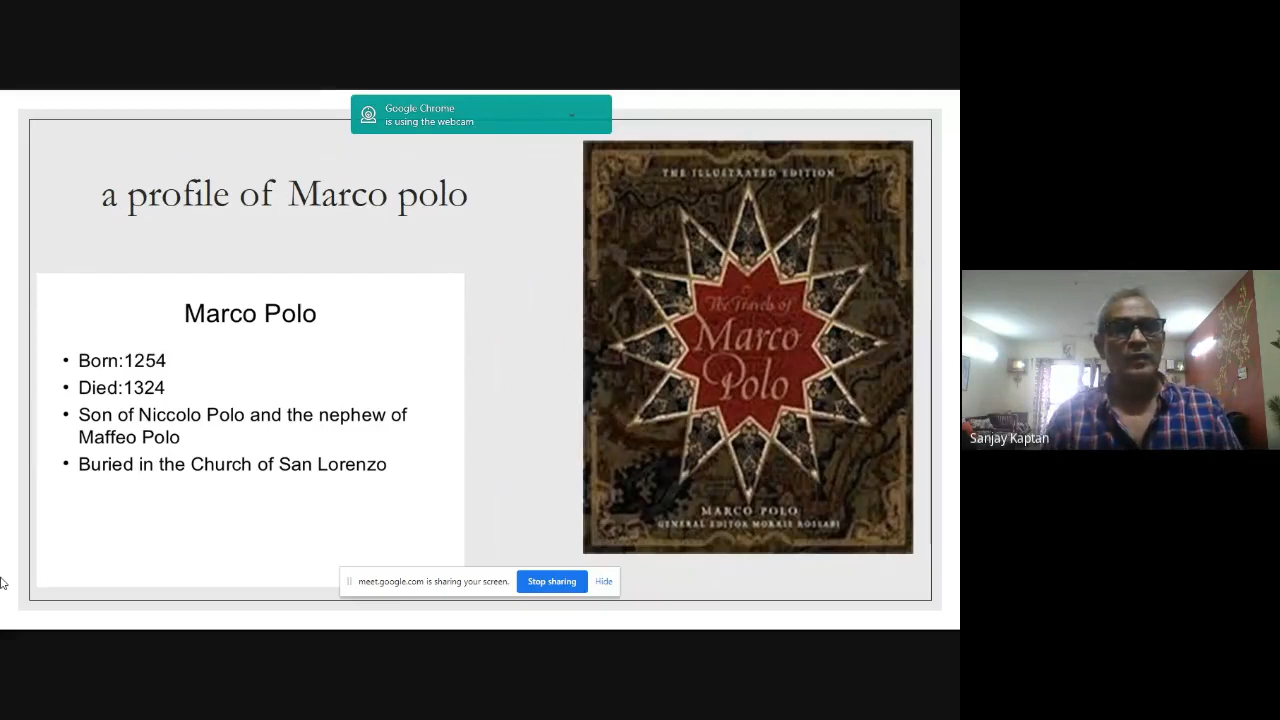 Google Chrome
is using the webcam
a profile of Marco polo
Marco Polo
• Born:1254
• Died:1324
• Son of Niccolo Polo and the nephew of
Maffeo Polo
• Buried in the Church of San Lorenzo
THE ILLUSTRATED EDITION
The Travels of
Marco
Polo
MARCO POLO
GENERAL EDITOR MORRIS ROSSABI
meet.google.com is sharing your screen.
Stop sharing
Hide
Sanjay Kaptan